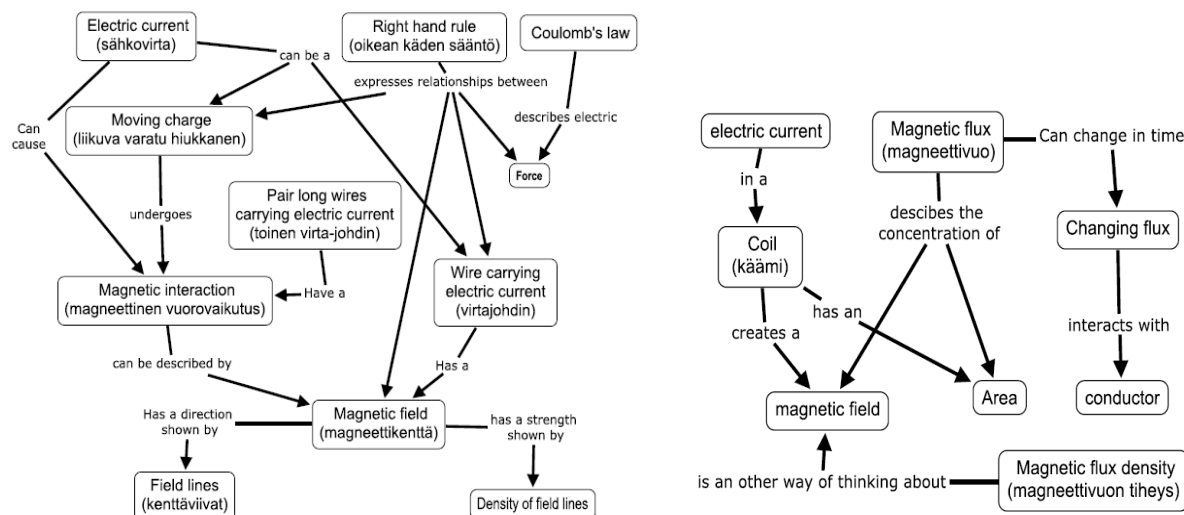 Electric current
(sähkovirta)
can be a
Right hand rule
(oikean käden sääntö)
Coulomb's law
expresses relationships between
Can
cause
Moving charge
(liikuva varatu hiukkanen)
describes electric
Force
undergoes
Pair long wires
carrying electric current
(toinen virta-johdin)
Magnetic interaction
(magneettinen vuorovaikutus)
Have a
Wire carrying
electric current
(virtajohdin)
can be described by
Has a
Magnetic field
(magneettikenttä)
Has a direction
shown by
has a strength
shown by
Field lines
(kenttäviivat)
Density of field lines
electric current
Magnetic flux
(magneettivuo)
Can change in time
in a
descibes the
concentration of
Coil
(käämi)
Changing flux
creates a
has an
interacts with
magnetic field
Area
conductor
is an other way of thinking about
Magnetic flux density
(magneettivuon tiheys)